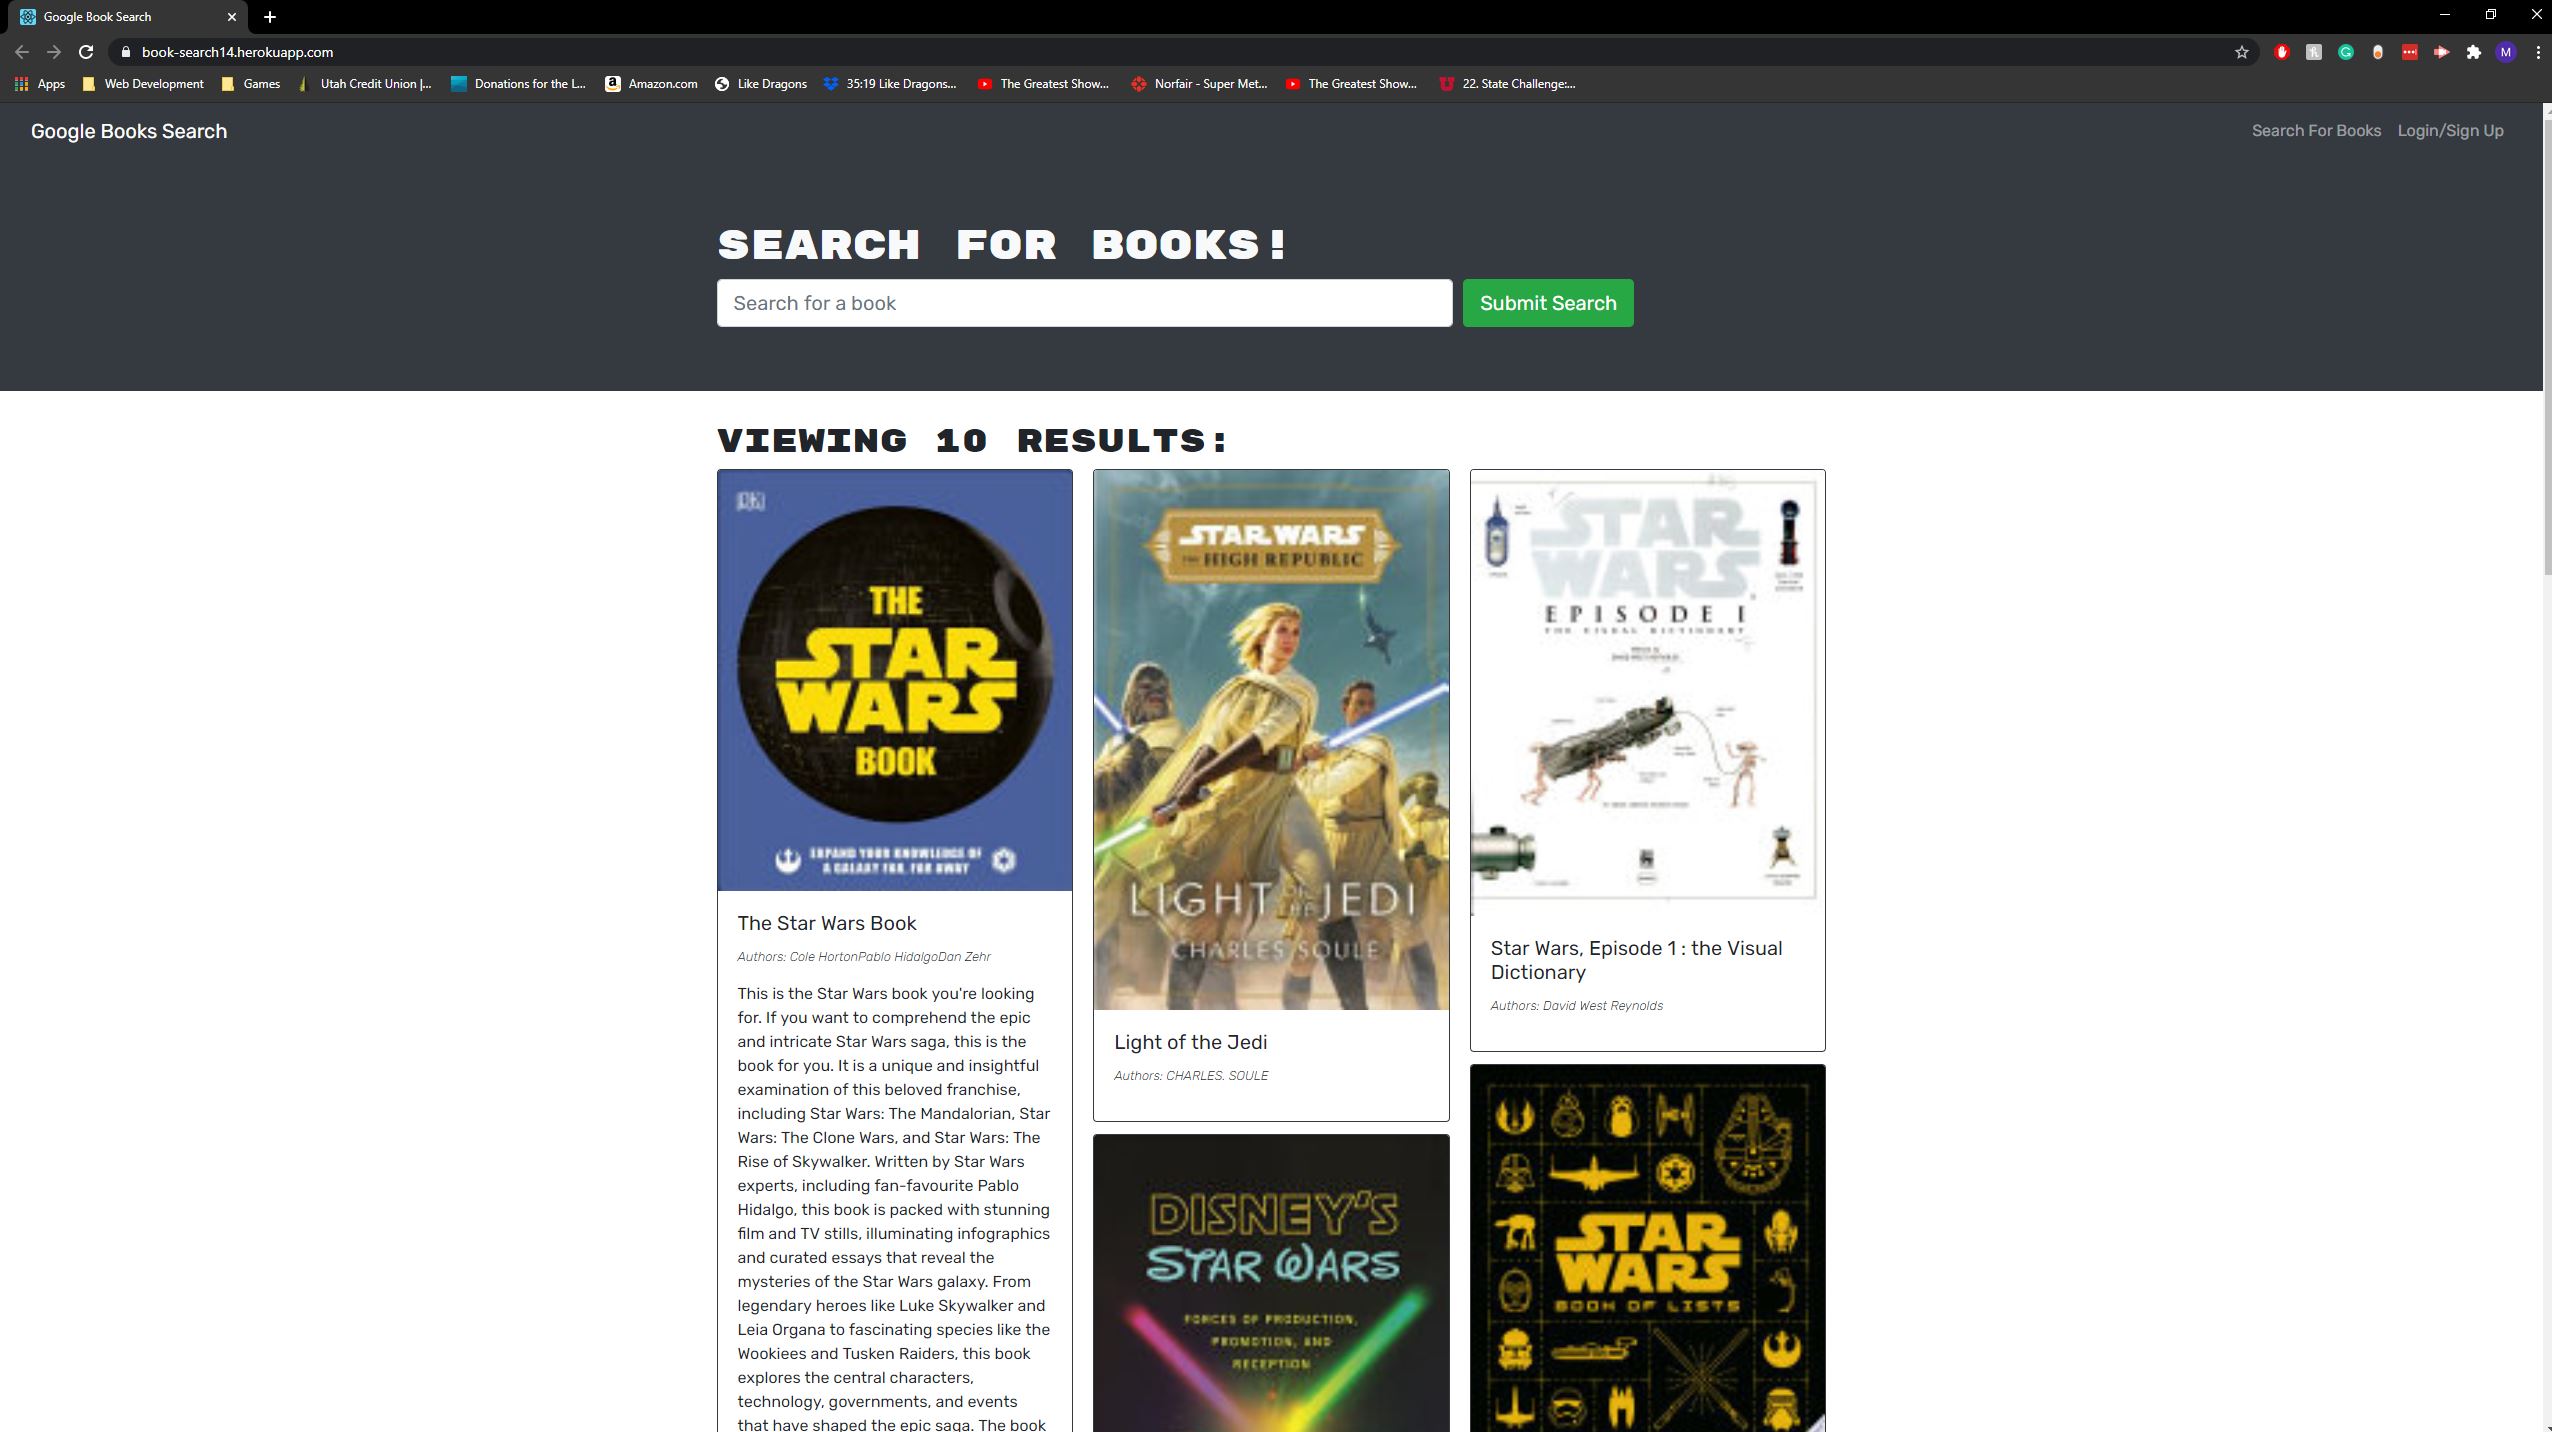 Google Book Search
book-search14.herokuapp.com
Apps
Web Development
Games
Utah Credit Union |...
Donations for the L...
Amazon.com
Like Dragons
35:19 Like Dragons...
The Greatest Show...
Norfair - Super Met...
The Greatest Show...
22. State Challenge:...
M
Google Books Search
Search For Books
Login/Sign Up
SEARCH FOR BOOKS!
Search for a book
Submit Search
VIEWING 10 RESULTS:
DK
THE
STAR
WARS
BOOK
EXPAND YOUR KNOWLEDGE OF
A GALAXY FAR, FAR AWAY
The Star Wars Book
Authors: Cole HortonPablo HidalgoDan Zehr
This is the Star Wars book you're looking
for. If you want to comprehend the epic
and intricate Star Wars saga, this is the
book for you. It is a unique and insightful
examination of this beloved franchise,
including Star Wars: The Mandalorian, Star
Wars: The Clone Wars, and Star Wars: The
Rise of Skywalker. Written by Star Wars
experts, including fan-favourite Pablo
Hidalgo, this book is packed with stunning
film and TV stills, illuminating infographics
and curated essays that reveal the
mysteries of the Star Wars galaxy. From
legendary heroes like Luke Skywalker and
Leia Organa to fascinating species like the
Wookiees and Tusken Raiders, this book
explores the central characters,
technology, governments, and events
that have shaped the epic saga. The book
STAR WARS
THE HIGH REPUBLIC
LIGHT OF THE JEDI
CHARLES SOULE
Light of the Jedi
Authors: CHARLES. SOULE
DISNEY'S
STAR WARS
FORCES OF PRODUCTION,
PROMOTION, AND
RECEPTION
STAR
WARS
EPISODE I
THE VISUAL DICTIONARY
Star Wars, Episode 1 : the Visual
Dictionary
Authors: David West Reynolds
STAR
WARS
BOOK OF LISTS